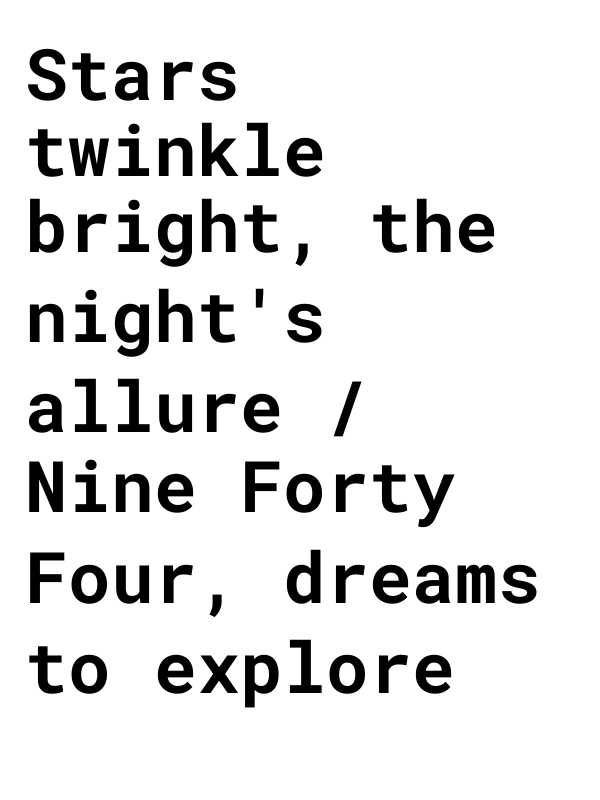 Stars
twinkle
bright, the
night's
allure /
Nine Forty
Four, dreams
to explore